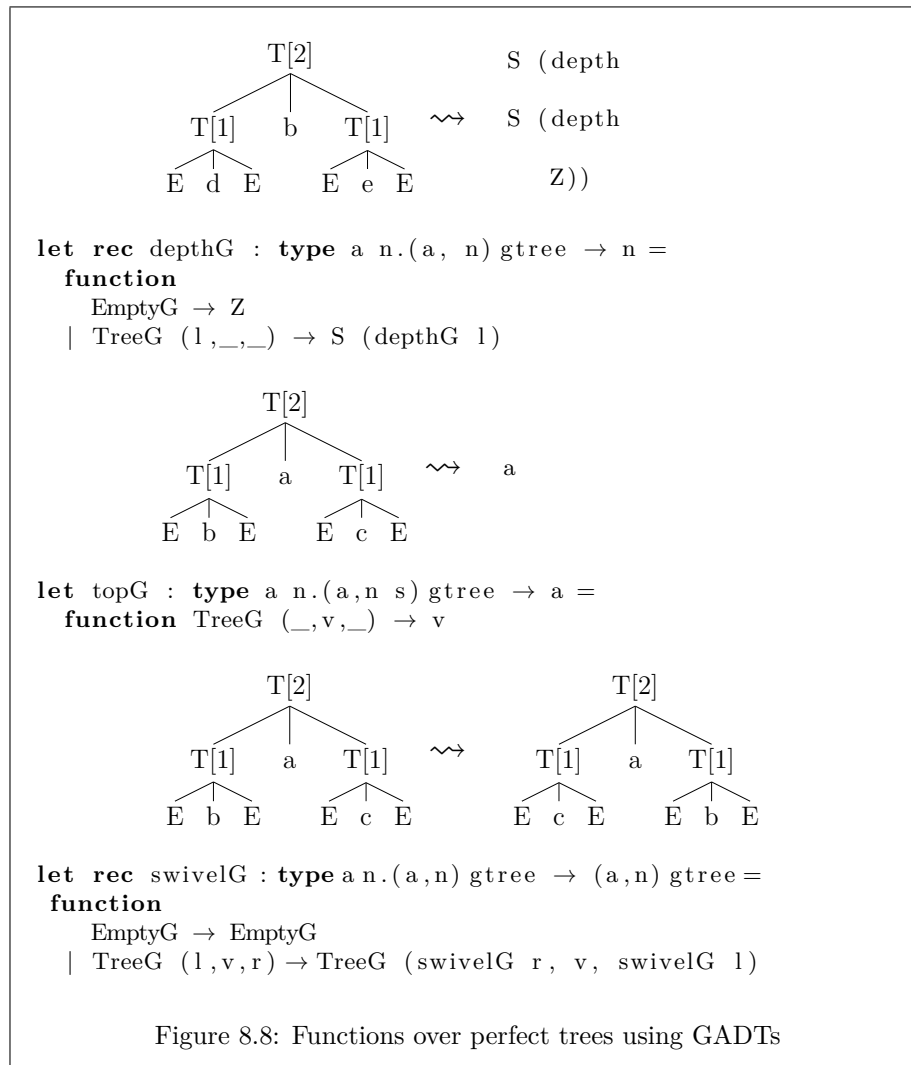 T[2]
S (depth
T[1] b T[1] ⇝ S (depth
E d E E e E Z))
let rec depthG : type a n.(a, n) gtree → n =
function
EmptyG → Z
| TreeG (l,_,_) → S (depthG l)
T[2]
T[1] a T[1] ⇝ a
E b E E c E
let topG : type a n.(a,n s) gtree → a =
function TreeG (_,v,_) → v
T[2] T[2]
T[1] a T[1] ⇝ T[1] a T[1]
E b E E c E E c E E b E
let rec swivelG : type a n.(a,n) gtree → (a,n) gtree =
function
EmptyG → EmptyG
| TreeG (l,v,r) → TreeG (swivelG r, v, swivelG l)
Figure 8.8: Functions over perfect trees using GADTs